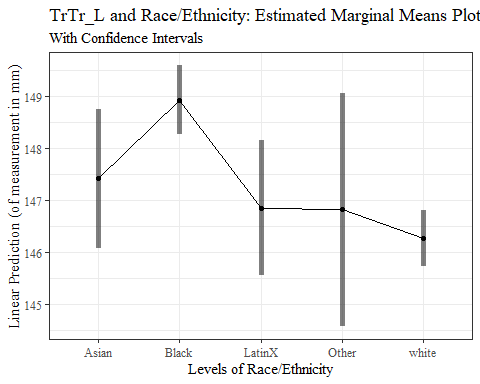 TrTr_L and Race/Ethnicity: Estimated Marginal Means Plot
With Confidence Intervals
Linear Prediction (of measurement in mm)
149
148
147
146
145
Asian Black LatinX Other white
Levels of Race/Ethnicity